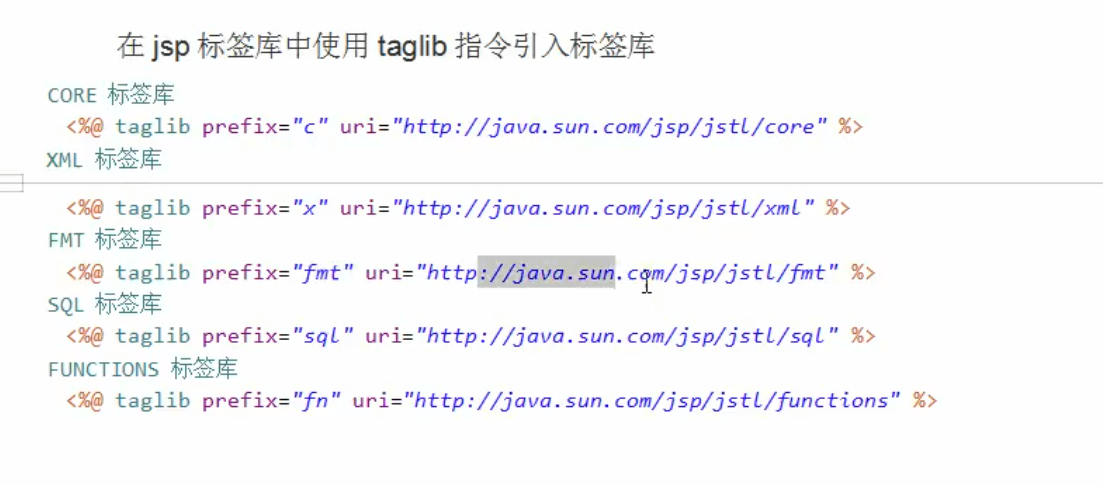 在 jsp 标签库中使用 taglib 指令引入标签库
CORE 标签库
<%@ taglib prefix="c" uri="http://java.sun.com/jsp/jstl/core" %>
XML 标签库
<%@ taglib prefix="x" uri="http://java.sun.com/jsp/jstl/xml" %>
FMT 标签库
<%@ taglib prefix="fmt" uri="http://java.sun.com/jsp/jstl/fmt" %>
SQL 标签库
<%@ taglib prefix="sql" uri="http://java.sun.com/jsp/jstl/sql" %>
FUNCTIONS 标签库
<%@ taglib prefix="fn" uri="http://java.sun.com/jsp/jstl/functions" %>